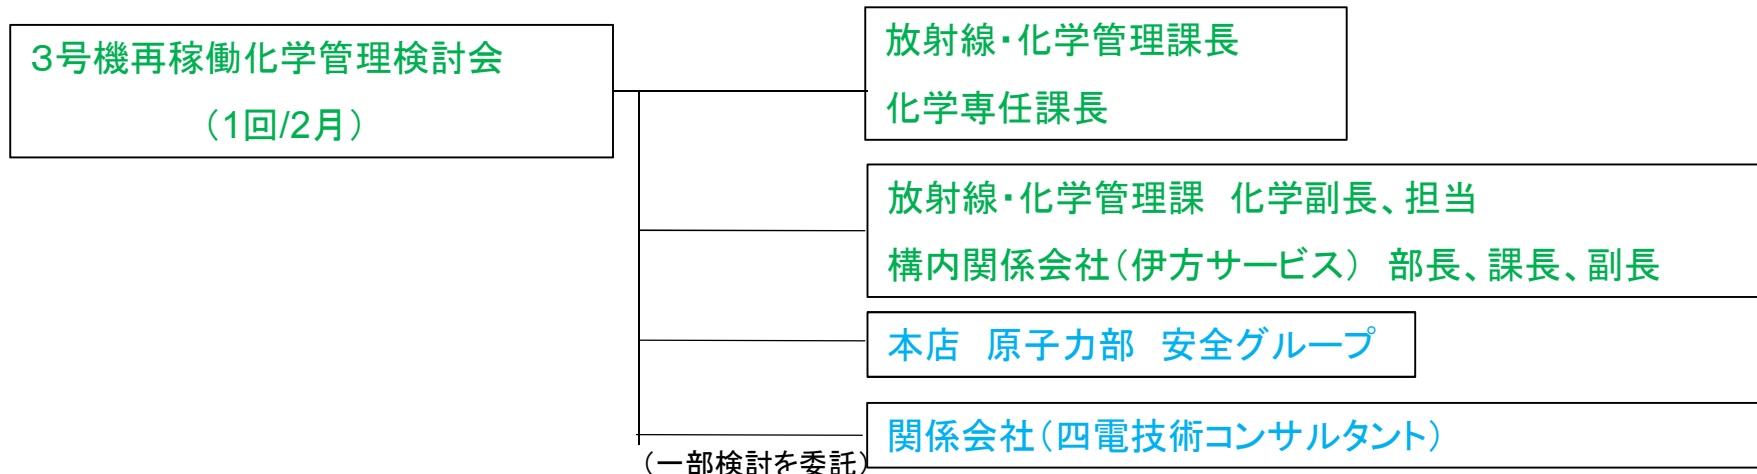 3号機再稼働化学管理検討会
（1回/2月）
放射線・化学管理課長
化学専任課長
放射線・化学管理課　化学副長、担当
構内関係会社（伊方サービス）　部長、課長、副長
本店　原子力部　安全グループ
関係会社（四電技術コンサルタント）
（一部検討を委託）